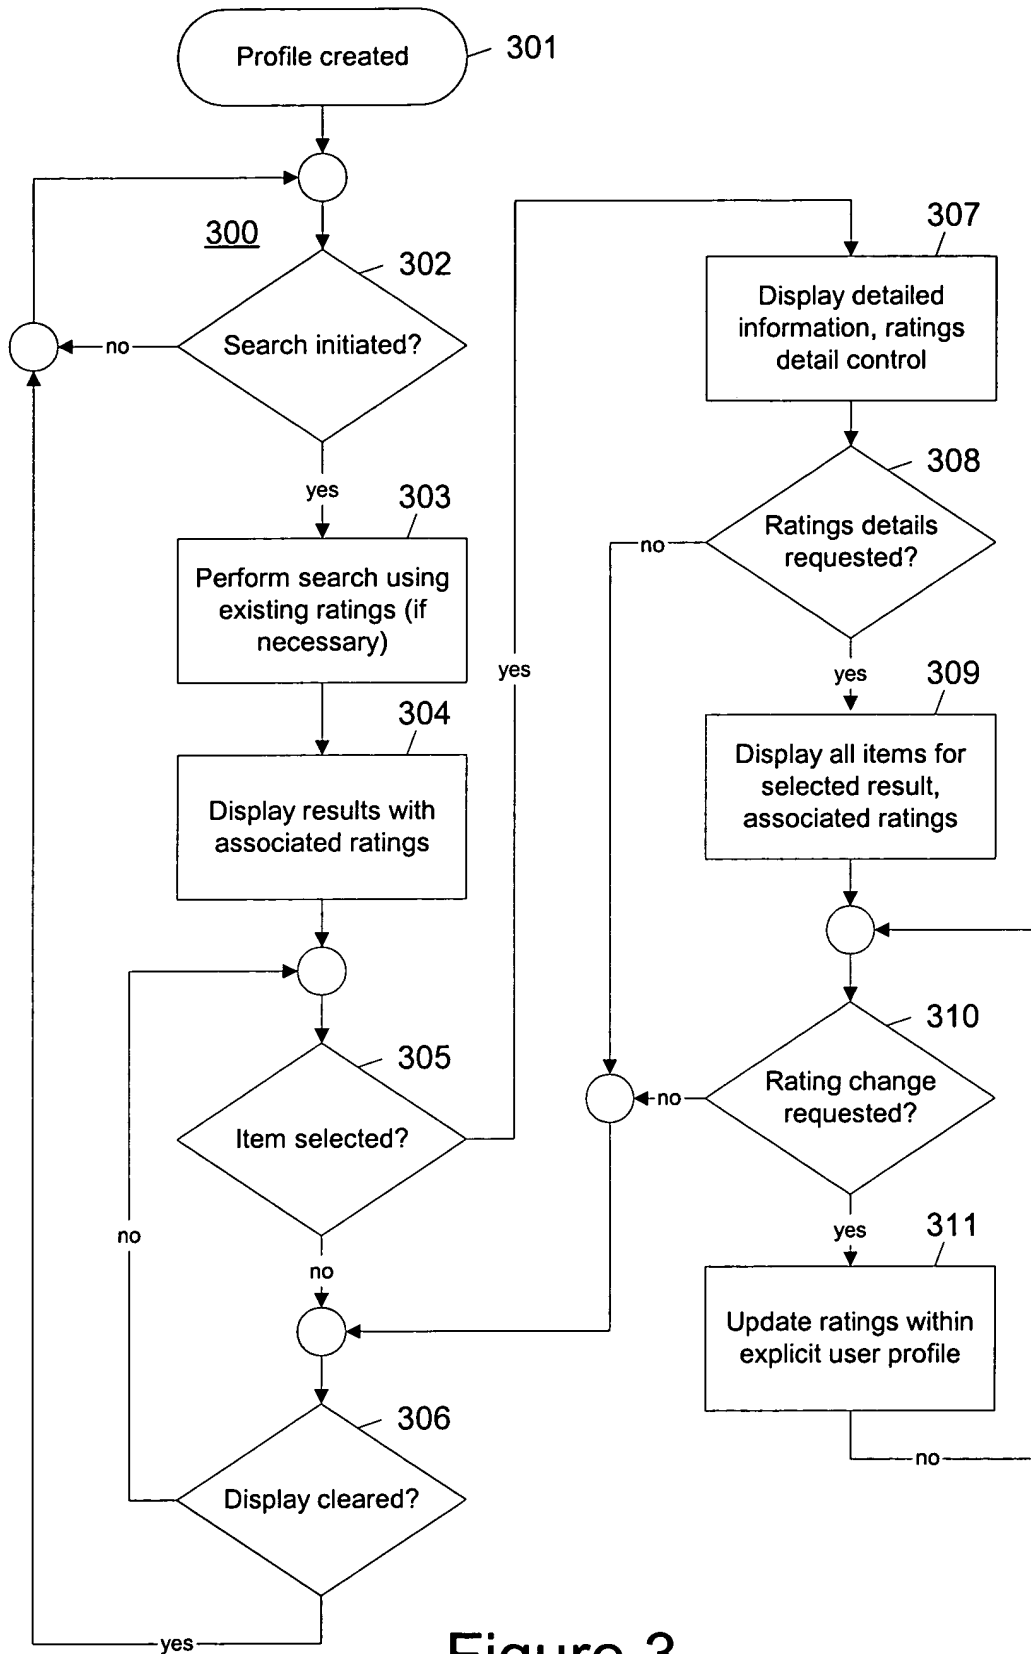 Profile created
301
300
302
Search initiated?
no
yes
303
Perform search using
existing ratings (if
necessary)
304
Display results with
associated ratings
305
Item selected?
yes
no
no
306
Display cleared?
yes
307
Display detailed
information, ratings
detail control
308
Ratings details
requested?
no
yes
309
Display all items for
selected result,
associated ratings
310
Rating change
requested?
no
yes
311
Update ratings within
explicit user profile
no
Figure 3